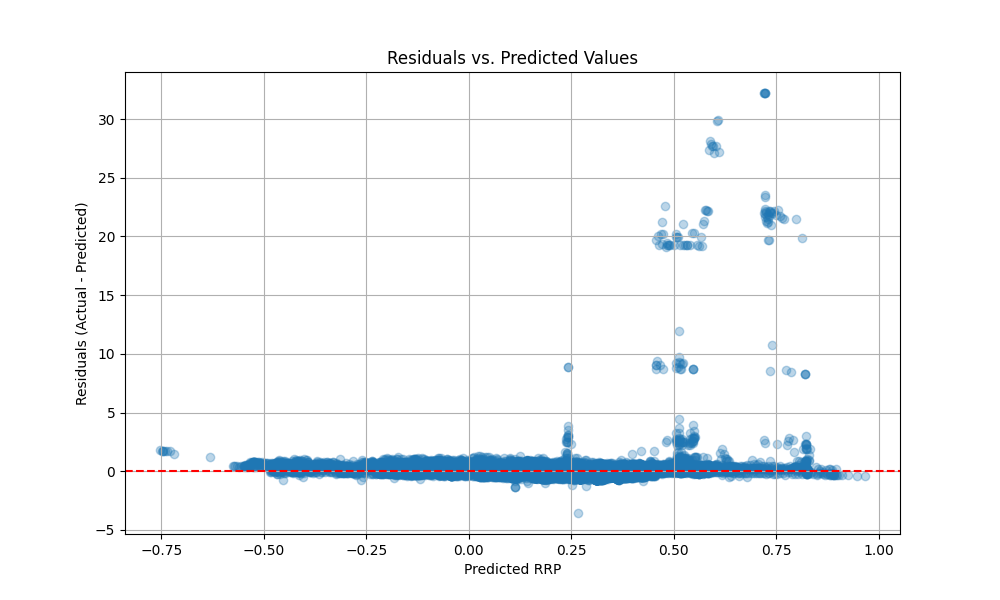 Residuals vs. Predicted Values
Residuals (Actual - Predicted)
30
25
20
15
10
5
0
−5
−0.75 −0.50 −0.25 0.00 0.25 0.50 0.75 1.00
Predicted RRP